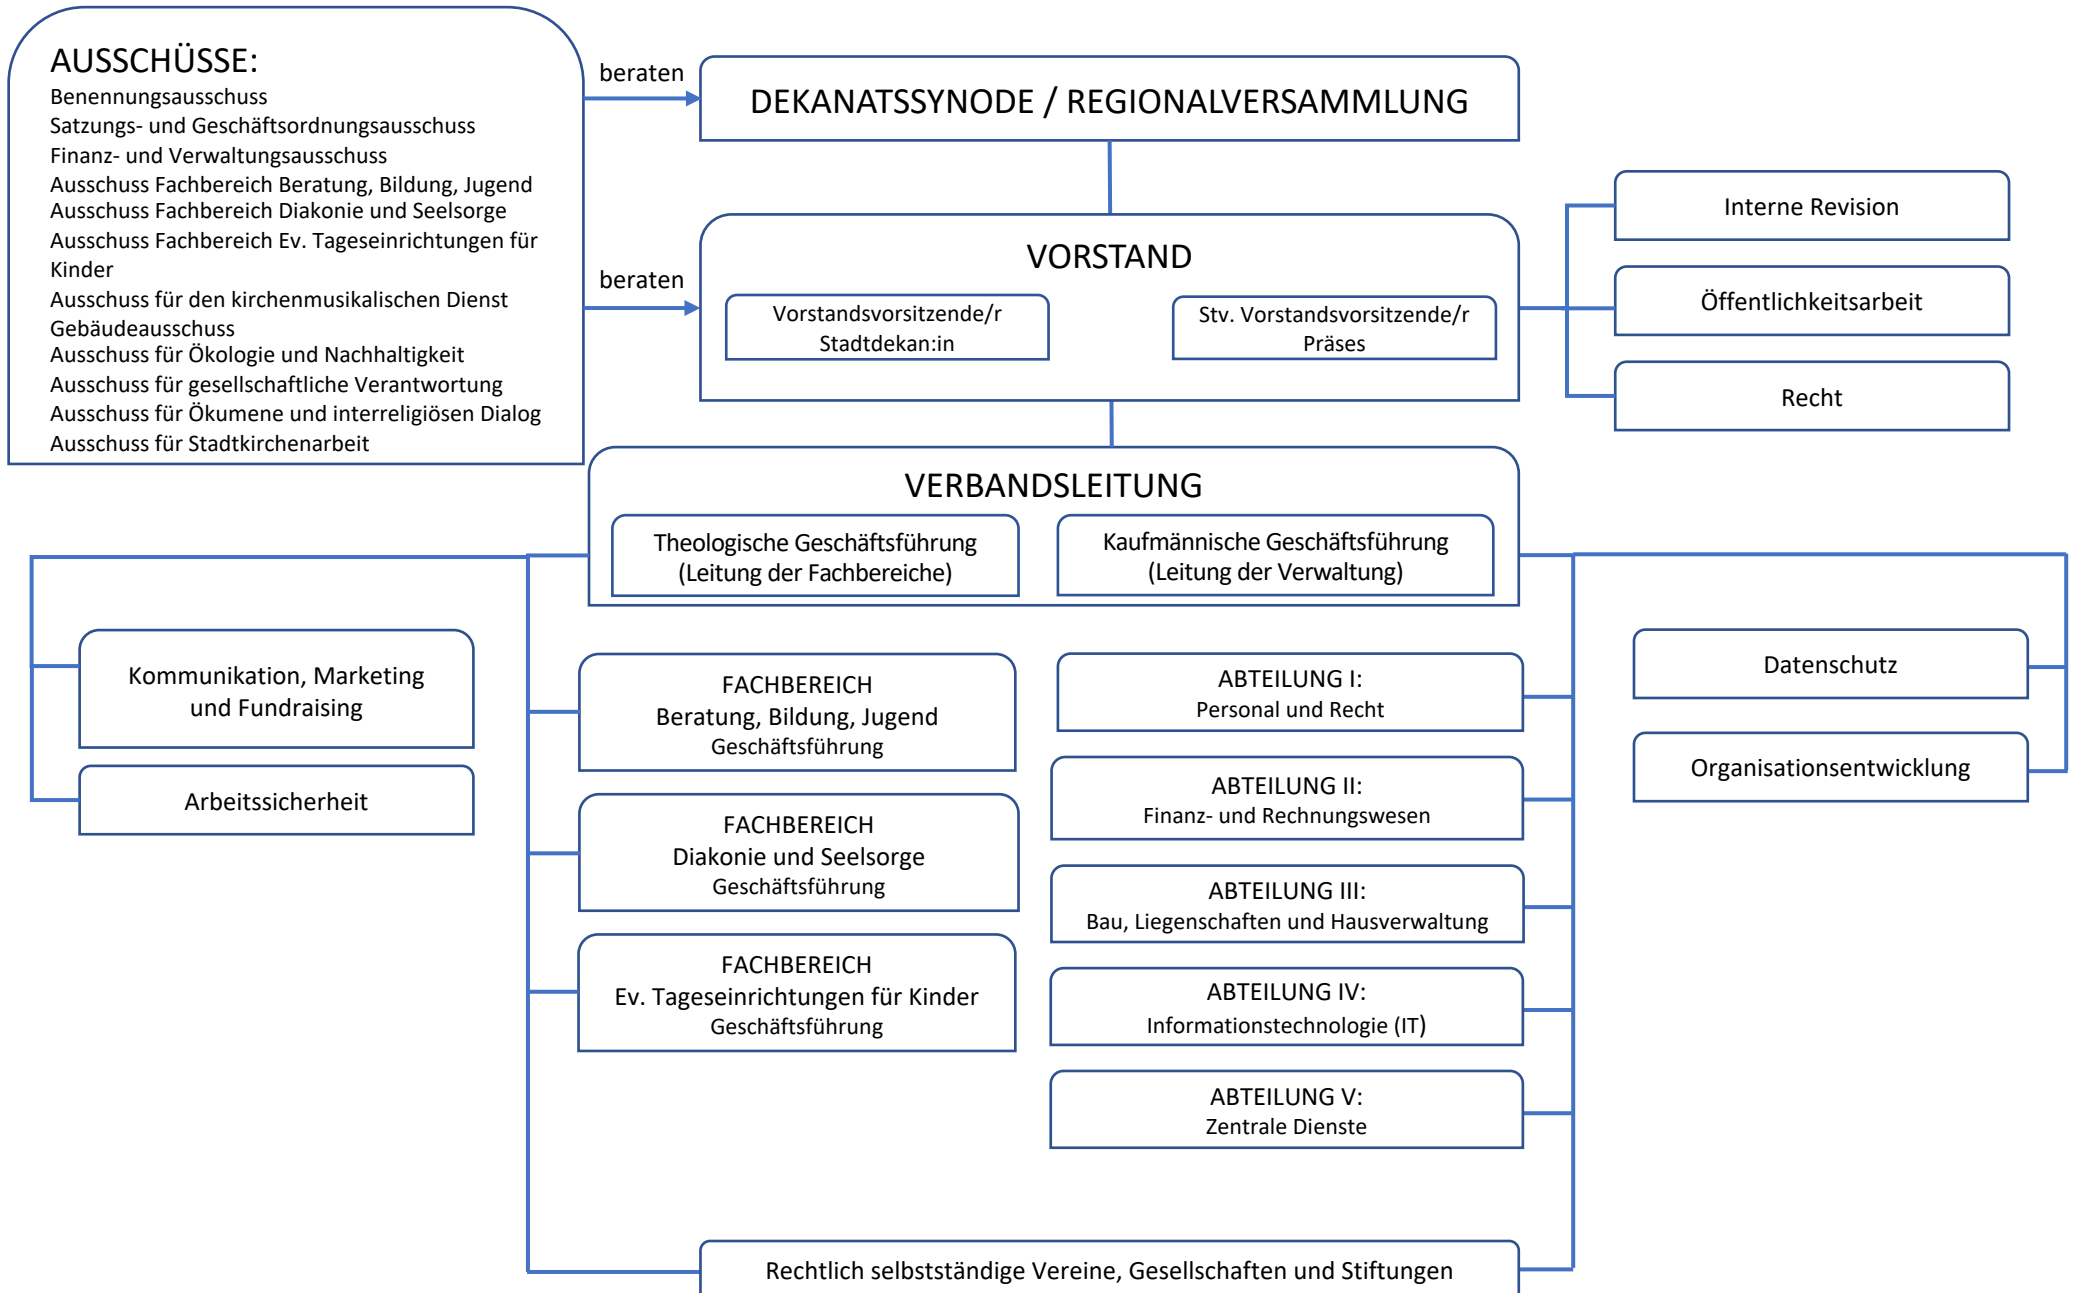 AUSSCHÜSSE:
Benennungsausschuss
Satzungs- und Geschäftsordnungsausschuss
Finanz- und Verwaltungsausschuss
Ausschuss Fachbereich Beratung, Bildung, Jugend
Ausschuss Fachbereich Diakonie und Seelsorge
Ausschuss Fachbereich Ev. Tageseinrichtungen für
Kinder
Ausschuss für den kirchenmusikalischen Dienst
Gebäudeausschuss
Ausschuss für Ökologie und Nachhaltigkeit
Ausschuss für gesellschaftliche Verantwortung
Ausschuss für Ökumene und interreligiösen Dialog
Ausschuss für Stadtkirchenarbeit
beraten
beraten
DEKANATSSYNODE / REGIONALVERSAMMLUNG
VORSTAND
Vorstandsvorsitzende/r
Stadtdekan:in
Stv. Vorstandsvorsitzende/r
Präses
Interne Revision
Öffentlichkeitsarbeit
Recht
VERBANDSLEITUNG
Theologische Geschäftsführung
(Leitung der Fachbereiche)
Kaufmännische Geschäftsführung
(Leitung der Verwaltung)
Kommunikation, Marketing
und Fundraising
Arbeitssicherheit
FACHBEREICH
Beratung, Bildung, Jugend
Geschäftsführung
FACHBEREICH
Diakonie und Seelsorge
Geschäftsführung
FACHBEREICH
Ev. Tageseinrichtungen für Kinder
Geschäftsführung
ABTEILUNG I:
Personal und Recht
ABTEILUNG II:
Finanz- und Rechnungswesen
ABTEILUNG III:
Bau, Liegenschaften und Hausverwaltung
ABTEILUNG IV:
Informationstechnologie (IT)
ABTEILUNG V:
Zentrale Dienste
Datenschutz
Organisationsentwicklung
Rechtlich selbstständige Vereine, Gesellschaften und Stiftungen